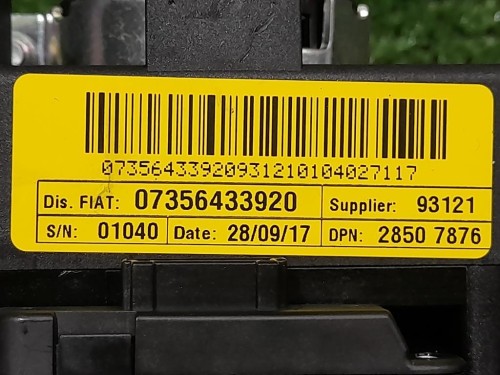 07356433920931210104027117
Dis. FIAT: 07356433920 Supplier: 93121
S/N: 01040 Date: 28/09/17 DPN: 2850 7876